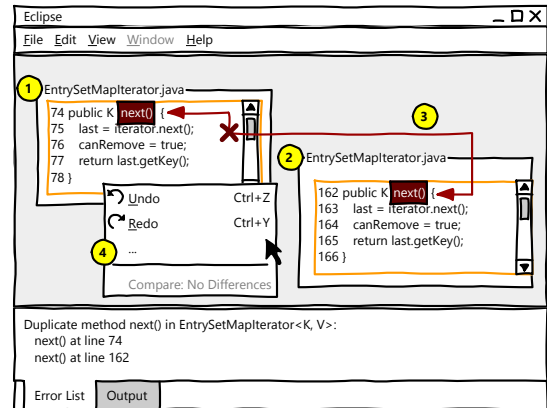 Eclipse
File Edit View Window Help
1
EntrySetMapIterator.java
74 public K next() {
75 last = iterator.next();
76 canRemove = true;
77 return last.getKey();
78 }
3
2
EntrySetMapIterator.java
162 public K next() {
163 last = iterator.next();
164 canRemove = true;
165 return last.getKey();
166 }
Undo Ctrl+Z
Redo Ctrl+Y
4
...
Compare: No Differences
Duplicate method next() in EntrySetMapIterator<K, V>:
next() at line 74
next() at line 162
Error List Output